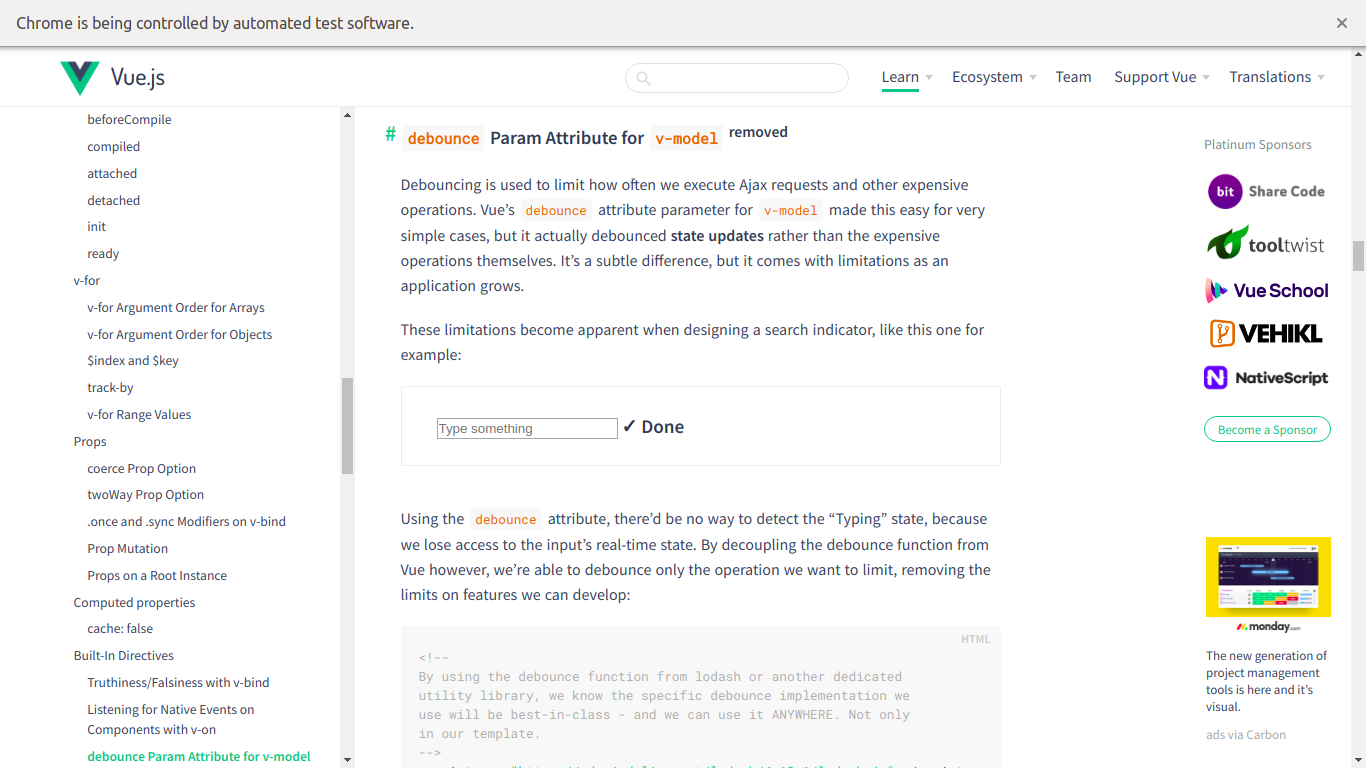 Chrome is being controlled by automated test software.
Vue.js
Learn
Ecosystem
Team
Support Vue
Translations
beforeCompile
compiled
attached
detached
init
ready
v-for
v-for Argument Order for Arrays
v-for Argument Order for Objects
$index and $key
track-by
v-for Range Values
Props
coerce Prop Option
twoWay Prop Option
.once and .sync Modifiers on v-bind
Prop Mutation
Props on a Root Instance
Computed properties
cache: false
Built-In Directives
Truthiness/Falsiness with v-bind
Listening for Native Events on
Components with v-on
debounce Param Attribute for v-model
# debounce Param Attribute for v-model removed
Debouncing is used to limit how often we execute Ajax requests and other expensive
operations. Vue’s debounce attribute parameter for v-model made this easy for very
simple cases, but it actually debounced state updates rather than the expensive
operations themselves. It’s a subtle difference, but it comes with limitations as an
application grows.
These limitations become apparent when designing a search indicator, like this one for
example:
Type something ✓ Done
Using the debounce attribute, there’d be no way to detect the “Typing” state, because
we lose access to the input’s real-time state. By decoupling the debounce function from
Vue however, we’re able to debounce only the operation we want to limit, removing the
limits on features we can develop:
HTML
<!--
By using the debounce function from lodash or another dedicated
utility library, we know the specific debounce implementation we
use will be best-in-class - and we can use it ANYWHERE. Not only
in our template.
-->
Platinum Sponsors
bit Share Code
tooltwist
Vue School
VEHIKL
NativeScript
Become a Sponsor
monday.com
The new generation of
project management
tools is here and it’s
visual.
ads via Carbon